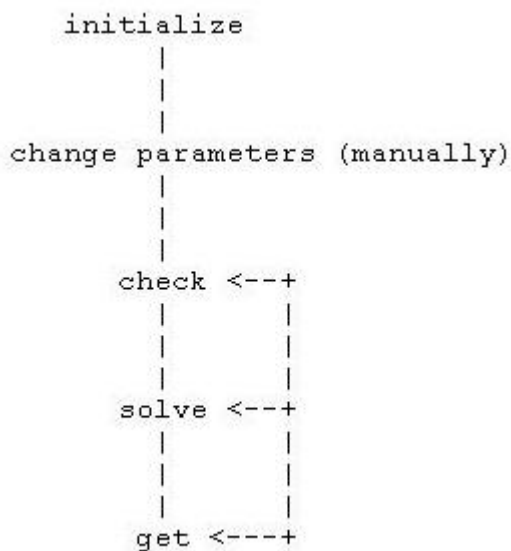 initialize
|
|
|
change parameters (manually)
|
|
|
check <---+
| |
| |
| |
solve <---+
| |
| |
| |
get <----+